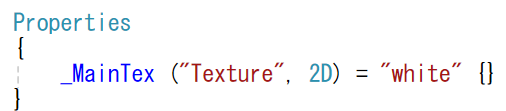 Properties
{
    _MainTex ("Texture", 2D) = "white" {}
}